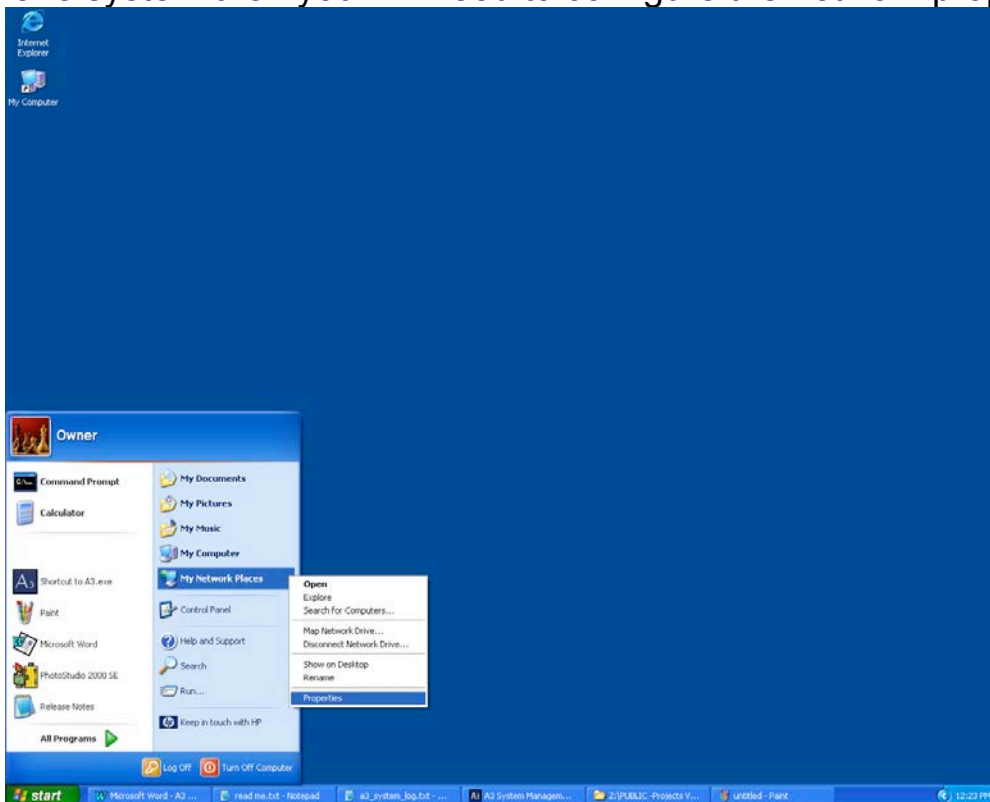 Internet
Explorer
My Computer
Owner
Command Prompt
Calculator
Shortcut to A3.exe
Paint
Microsoft Word
PhotoStudio 2000 SE
Release Notes
All Programs
My Documents
My Pictures
My Music
My Computer
My Network Places
Control Panel
Help and Support
Search
Run...
Keep in touch with HP
Open
Explore
Search for Computers...
Map Network Drive...
Disconnect Network Drive...
Show on Desktop
Rename
Properties
Log Off
Turn Off Computer
start
Microsoft Word - A3 ...
read me.txt - Notepad
a3_system_log.txt - ...
A3 System Managem...
Z:\PUBLIC -Projects V...
untitled - Paint
12:23 PM